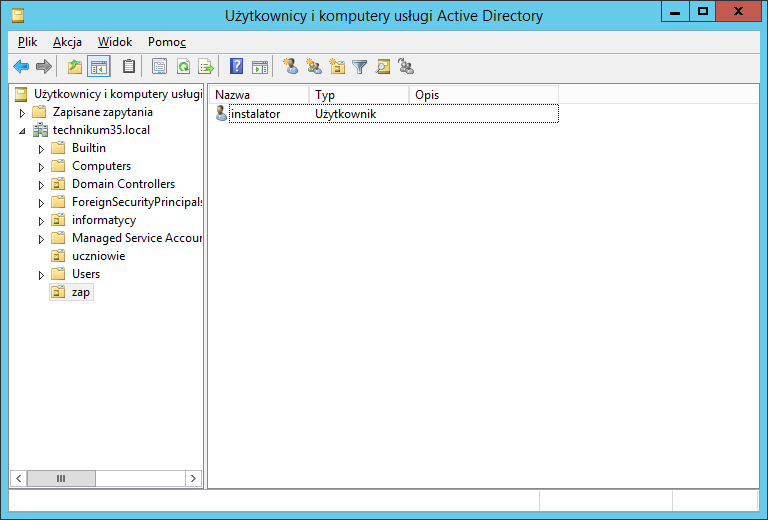 Użytkownicy i komputery usługi Active Directory
Plik Akcja Widok Pomoc
Użytkownicy i komputery usługi
Zapisane zapytania
technikum35.local
Builtin
Computers
Domain Controllers
ForeignSecurityPrincipals
informatycy
Managed Service Accour
uczniowie
Users
zap
Nazwa Typ Opis
instalator Użytkownik